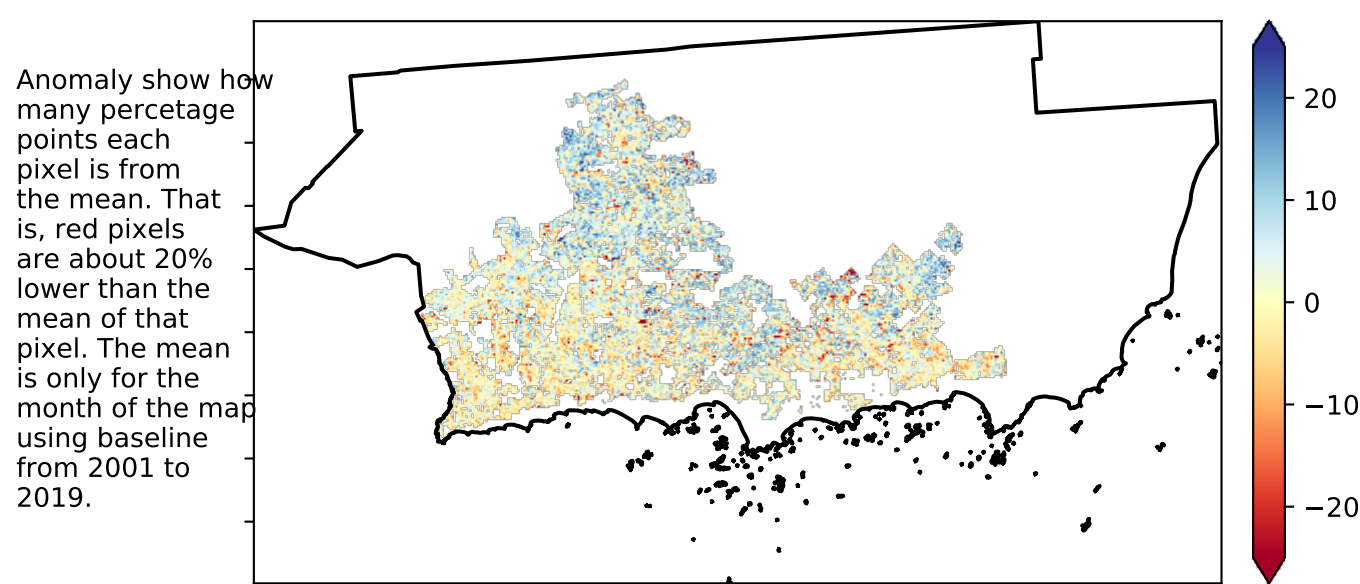 Anomaly show how
many percetage
points each
pixel is from
the mean. That
is, red pixels
are about 20%
lower than the
mean of that
pixel. The mean
is only for the
month of the map
using baseline
from 2001 to
2019.
20
10
0
−10
−20